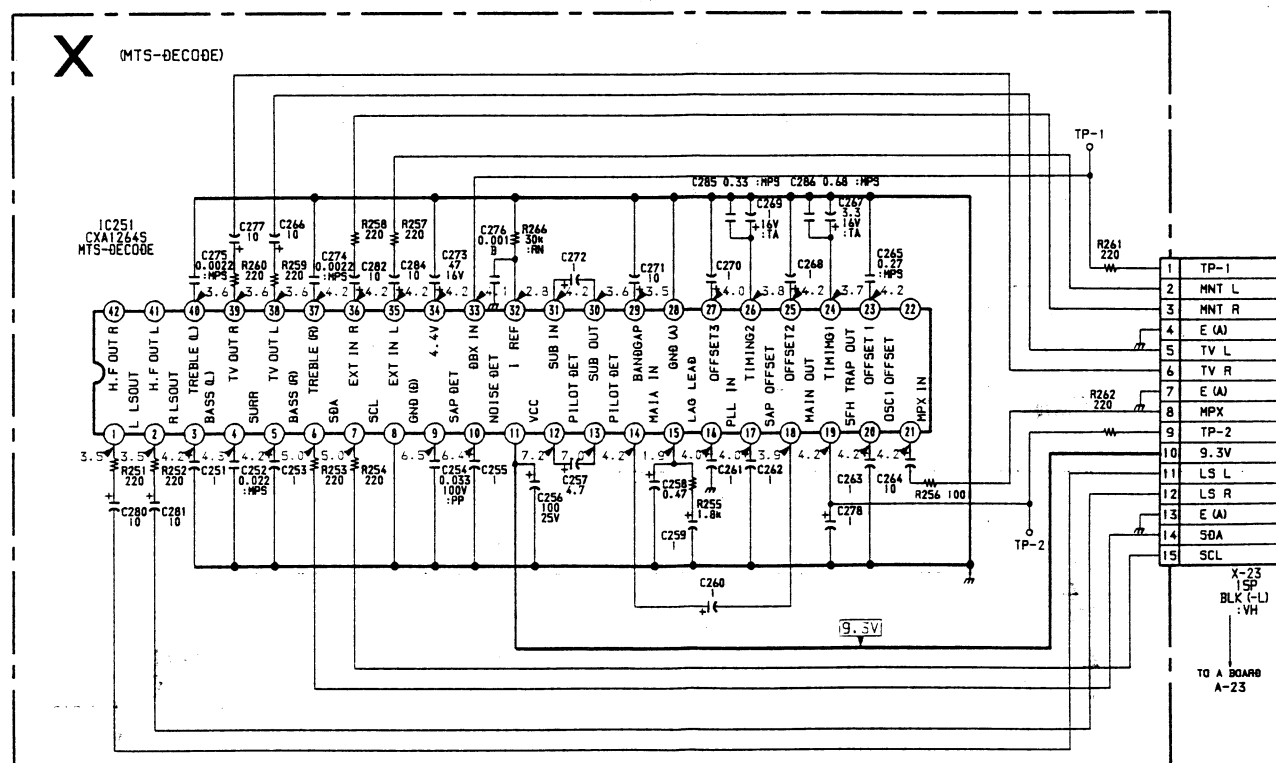 X (MTS-DECODE)
TP-1
C285 0.33 :MPS C286 0.68 :MPS
IC251
CXA1264S
MTS-DECODE
C275
0.0022
:MPS
C277
10
R260
220
C266
10
R259
220
C274
0.0022
:MPS
R258
220
C282
10
R257
220
C284
10
C273
47
16V
C276
0.001
B
R266
30k
:RN
C272
1
C271
10
C270
1
C269
1
16V
:TA
C268
1
C267
3.3
16V
:TA
C265
0.27
:MPS
R261
220
3.6 3.6 3.6 4.2 4.2 4.2 4.2 4.1 2.8 4.2 3.6 3.5 4.0 3.8 4.2 3.7 4.2
42 41 40 39 38 37 36 35 34 33 32 31 30 29 28 27 26 25 24 23 22
H.F OUT R
H.F OUT L
TREBLE (L)
TV OUT R
TV OUT L
TREBLE (R)
EXT IN R
EXT IN L
4.4V
DBX IN
I REF
SUB IN
SUB OUT
BANDGAP
GND (A)
OFFSET3
TIMING2
OFFSET2
TIMIMG1
OFFSET 1
L LSOUT
R LSOUT
BASS (L)
SURR
BASS (R)
SDA
SCL
GND (D)
SAP DET
NOISE DET
VCC
PILOT DET
PILOT DET
MAIA IN
LAG LEAD
PLL IN
SAP OFFSET
MAIN OUT
5FH TRAP OUT
OSC1 OFFSET
MPX IN
1 2 3 4 5 6 7 8 9 10 11 12 13 14 15 16 17 18 19 20 21
3.5 3.5 4.2 4.3 4.2 5.0 5.0 6.5 6.4 7.2 7.0 4.2 1.9 4.0 4.0 3.9 4.2 4.2 4.2
R251
220
R252
220
C251
1
C252
0.022
:MPS
C253
1
R253
220
R254
220
C254
0.033
100V
:PP
C255
1
C256
100
25V
C257
4.7
C258
0.47
R255
1.8k
C259
1
C261
1
C262
1
C263
1
C278
1
C264
10
R256 100
R262
220
C280
10
C281
10
C260
1
TP-2
9.3V
1 TP-1
2 MNT L
3 MNT R
4 E (A)
5 TV L
6 TV R
7 E (A)
8 MPX
9 TP-2
10 9.3V
11 LS L
12 LS R
13 E (A)
14 SDA
15 SCL
X-23
15P
BLK (-L)
:VH
TO A BOARD
A-23